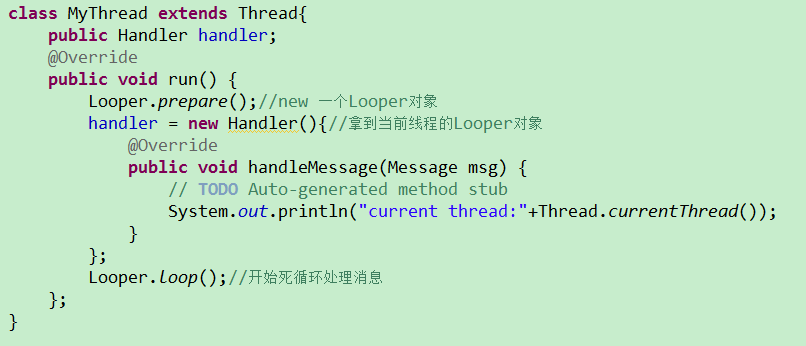 class MyThread extends Thread{
    public Handler handler;
    @Override
    public void run() {
        Looper.prepare();//new 一个Looper对象
        handler = new Handler(){//拿到当前线程的Looper对象
            @Override
            public void handleMessage(Message msg) {
                // TODO Auto-generated method stub
                System.out.println("current thread:"+Thread.currentThread());
            }
        };
        Looper.loop();//开始死循环处理消息
    };
}